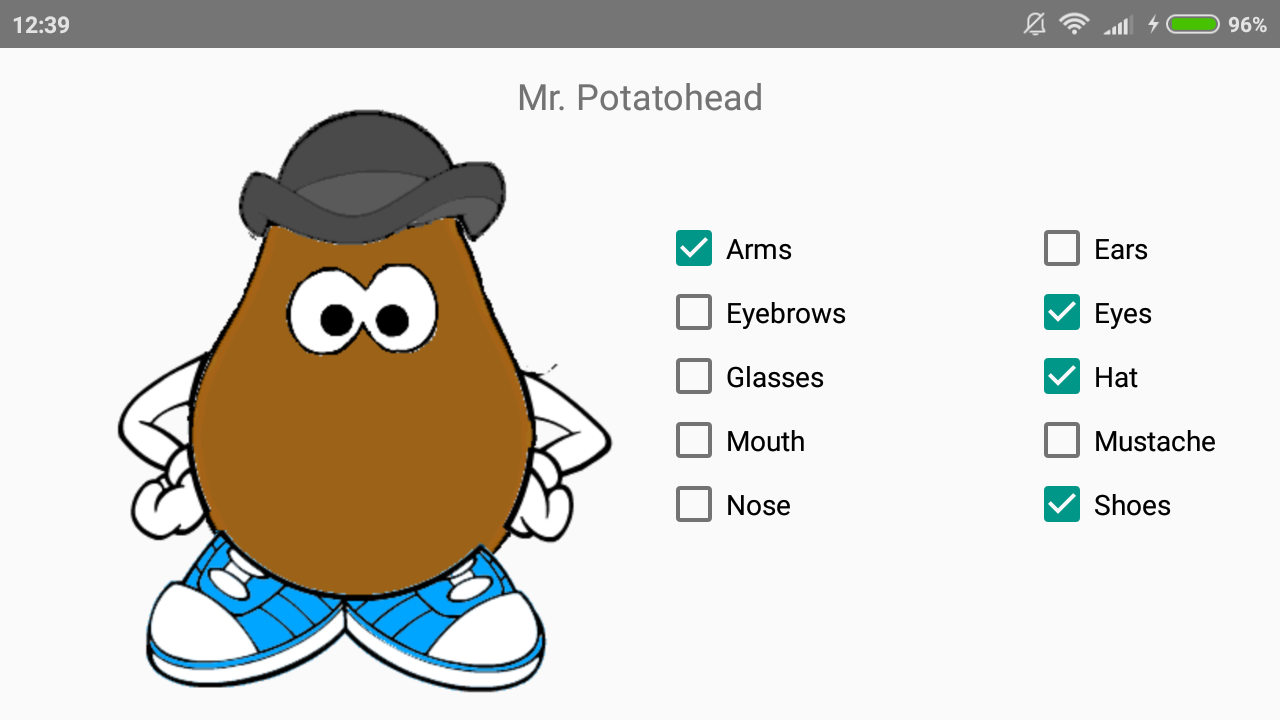 12:39 96%
Mr. Potatohead
Arms Ears
Eyebrows Eyes
Glasses Hat
Mouth Mustache
Nose Shoes